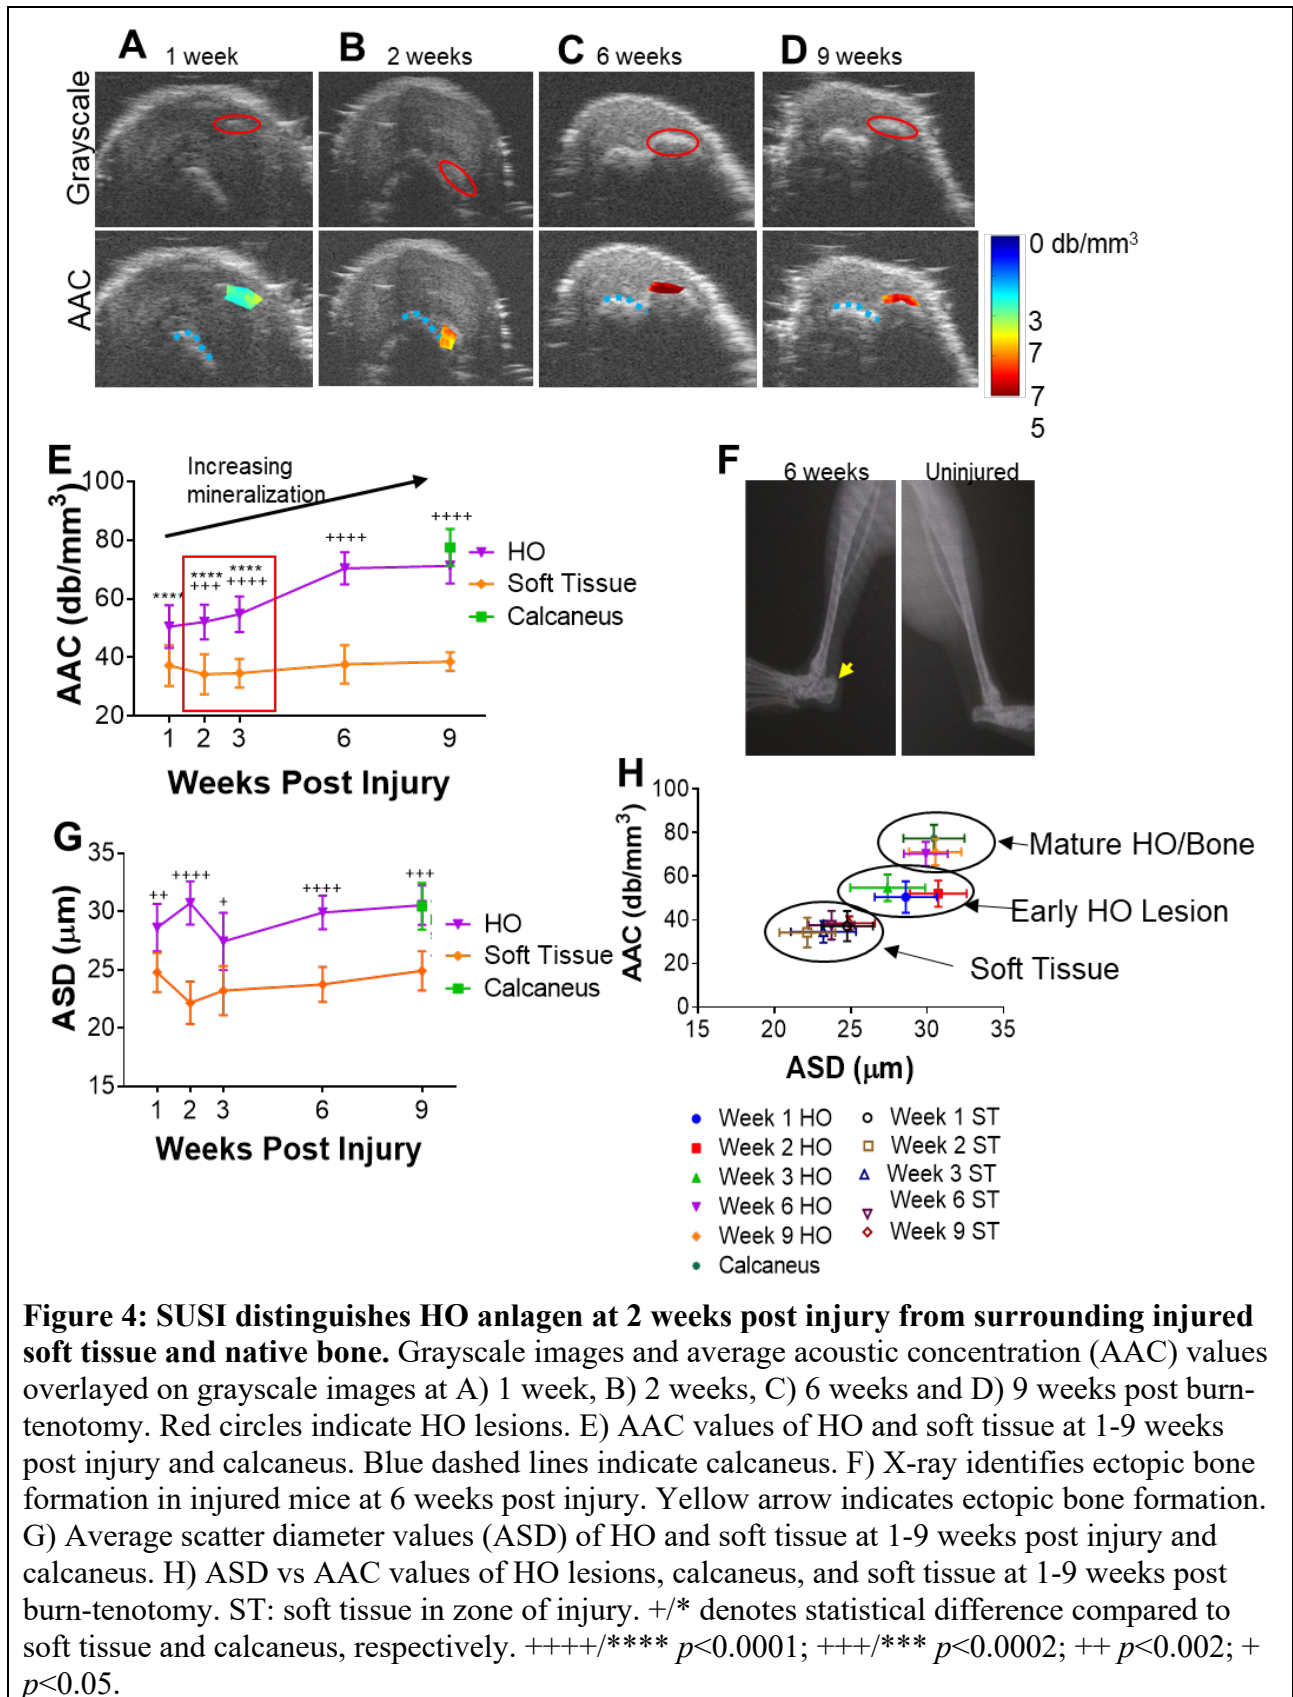 A 1 week
B 2 weeks
C 6 weeks
D 9 weeks
Grayscale
AAC
0 db/mm³
3
7
7
5
E
Increasing
mineralization
AAC (db/mm³)
100
80
60
40
20
****
****
+++
****
++++
++++
++++
HO
Soft Tissue
Calcaneus
1 2 3 6 9
Weeks Post Injury
F
6 weeks
Uninjured
G
ASD (μm)
35
30
25
20
15
++
++++
+
++++
+++
HO
Soft Tissue
Calcaneus
1 2 3 6 9
Weeks Post Injury
H
AAC (db/mm³)
100
80
60
40
20
0
Mature HO/Bone
Early HO Lesion
Soft Tissue
15 20 25 30 35
ASD (μm)
Week 1 HO
Week 2 HO
Week 3 HO
Week 6 HO
Week 9 HO
Calcaneus
Week 1 ST
Week 2 ST
Week 3 ST
Week 6 ST
Week 9 ST
Figure 4: SUSI distinguishes HO anlagen at 2 weeks post injury from surrounding injured
soft tissue and native bone. Grayscale images and average acoustic concentration (AAC) values
overlayed on grayscale images at A) 1 week, B) 2 weeks, C) 6 weeks and D) 9 weeks post burn-
tenotomy. Red circles indicate HO lesions. E) AAC values of HO and soft tissue at 1-9 weeks
post injury and calcaneus. Blue dashed lines indicate calcaneus. F) X-ray identifies ectopic bone
formation in injured mice at 6 weeks post injury. Yellow arrow indicates ectopic bone formation.
G) Average scatter diameter values (ASD) of HO and soft tissue at 1-9 weeks post injury and
calcaneus. H) ASD vs AAC values of HO lesions, calcaneus, and soft tissue at 1-9 weeks post
burn-tenotomy. ST: soft tissue in zone of injury. +/* denotes statistical difference compared to
soft tissue and calcaneus, respectively. ++++/**** p<0.0001; +++/*** p<0.0002; ++ p<0.002; +
p<0.05.